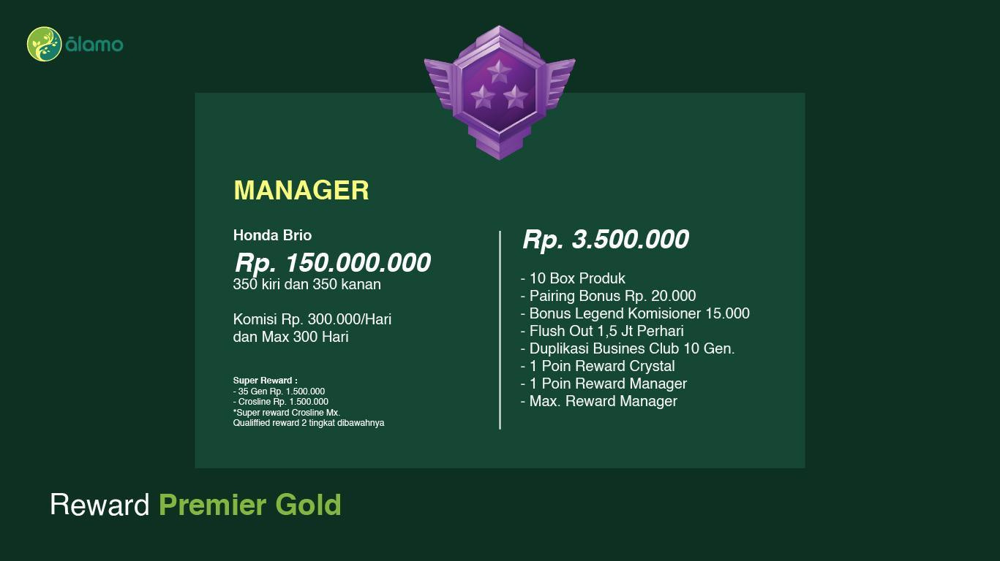 ālamo
MANAGER
Honda Brio
Rp. 150.000.000
350 kiri dan 350 kanan
Komisi Rp. 300.000/Hari
dan Max 300 Hari
Super Reward :
- 35 Gen Rp. 1.500.000
- Crosline Rp. 1.500.000
*Super reward Crosline Mx.
Qualiffied reward 2 tingkat dibawahnya
Rp. 3.500.000
- 10 Box Produk
- Pairing Bonus Rp. 20.000
- Bonus Legend Komisioner 15.000
- Flush Out 1,5 Jt Perhari
- Duplikasi Busines Club 10 Gen.
- 1 Poin Reward Crystal
- 1 Poin Reward Manager
- Max. Reward Manager
Reward Premier Gold